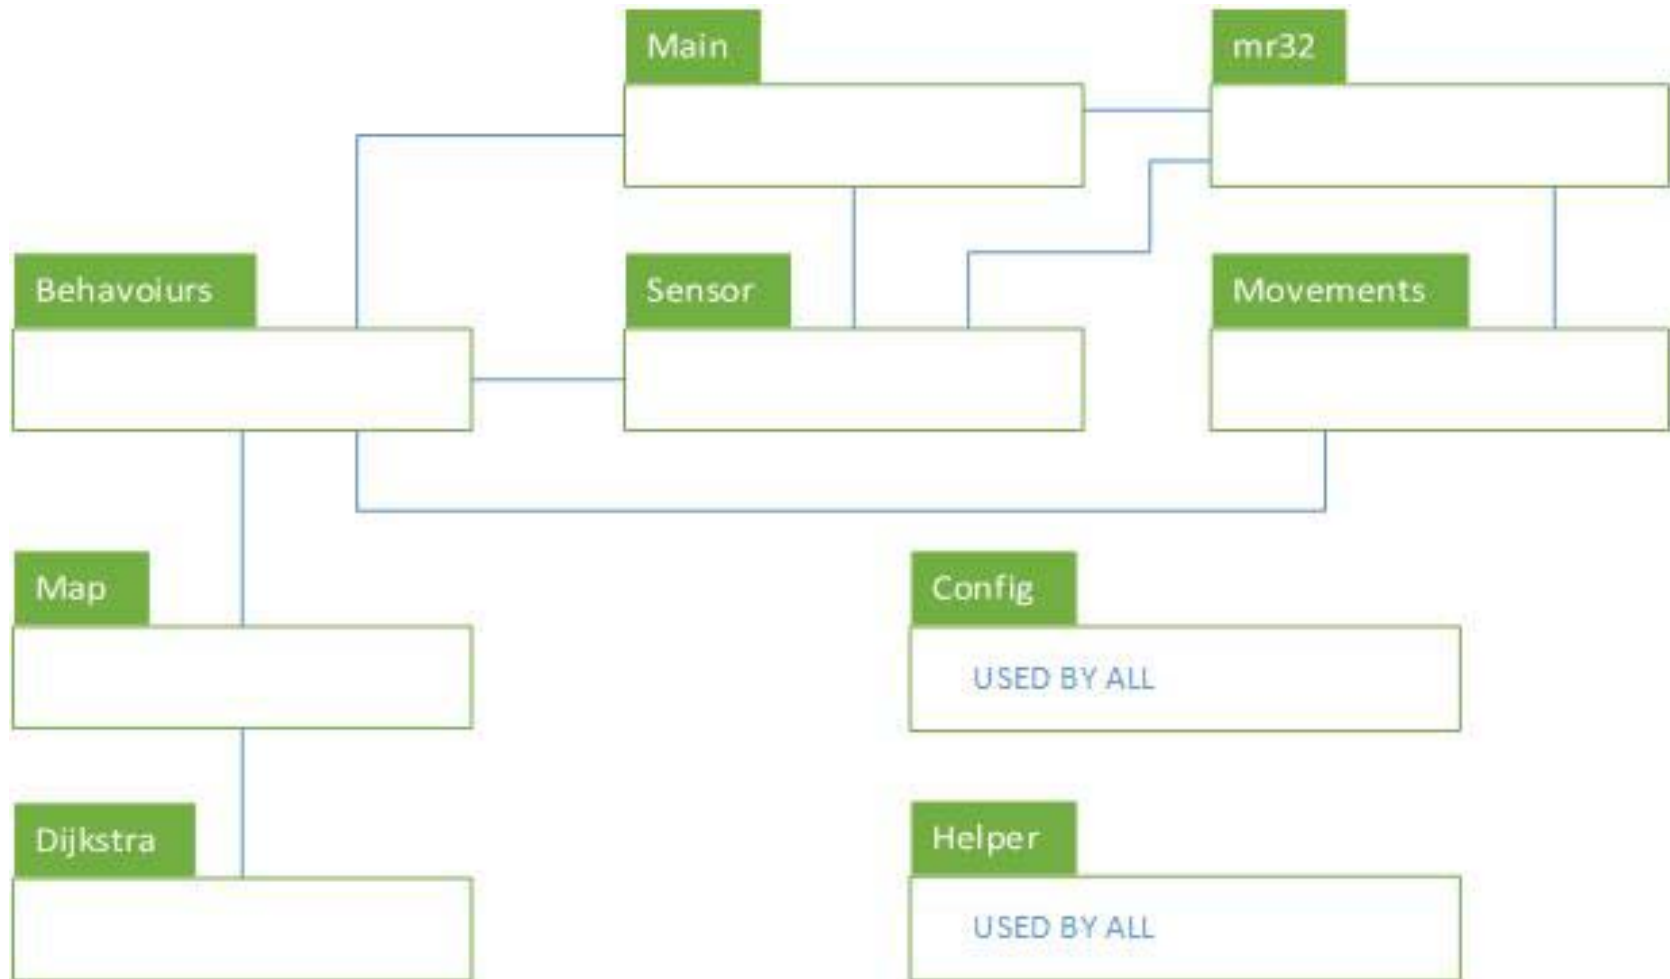 Main
mr32
Behavoiurs
Sensor
Movements
Map
Config
USED BY ALL
Dijkstra
Helper
USED BY ALL